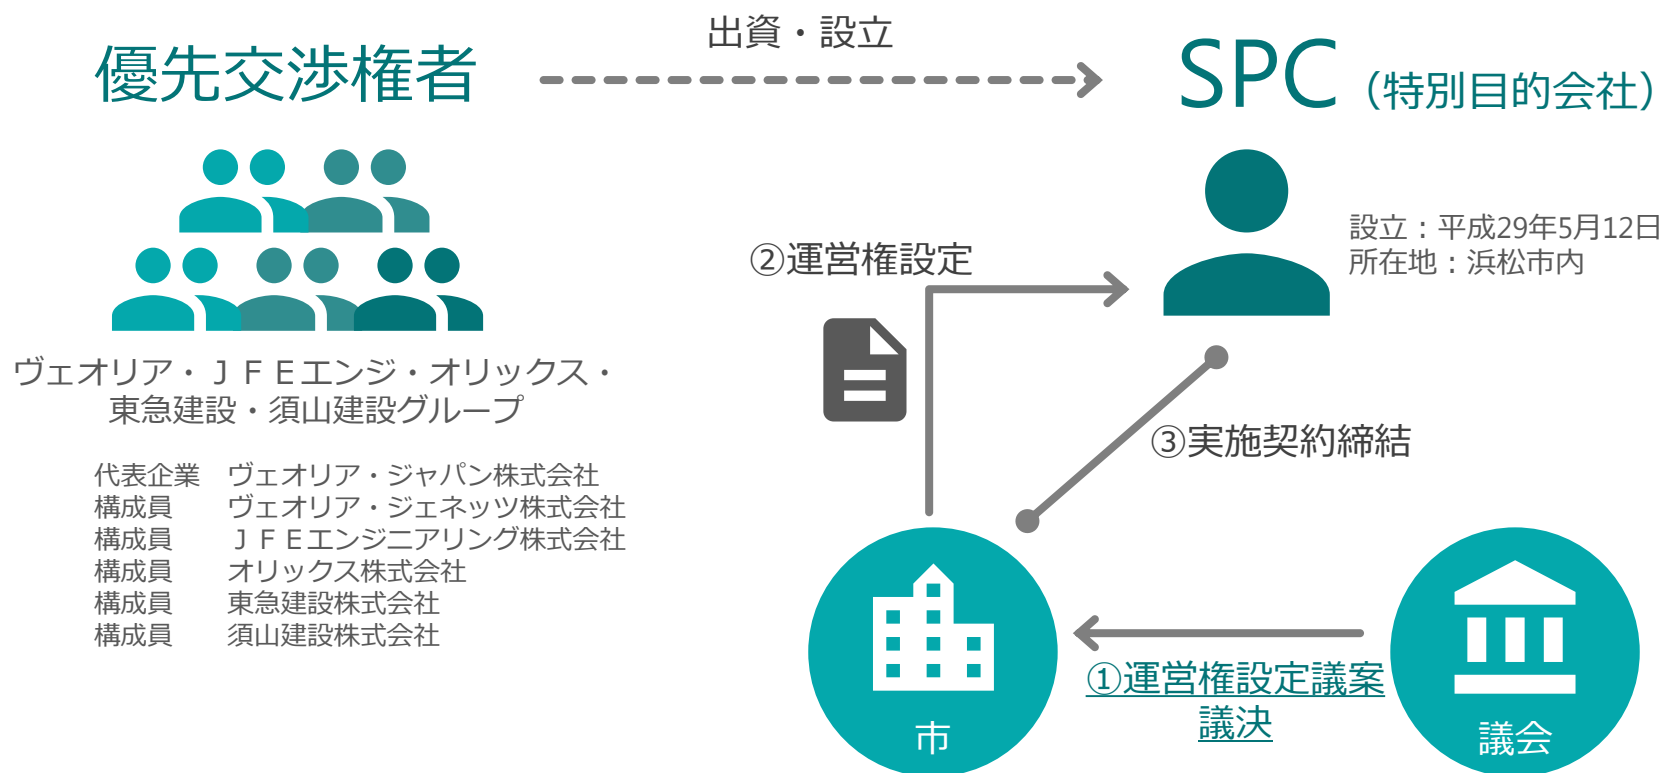 出資・設立
優先交渉権者
SPC（特別目的会社）
設立：平成29年5月12日
所在地：浜松市内
②運営権設定
ヴェオリア・ＪＦＥエンジ・オリックス・
東急建設・須山建設グループ
③実施契約締結
代表企業　ヴェオリア・ジャパン株式会社
構成員　　ヴェオリア・ジェネッツ株式会社
構成員　　ＪＦＥエンジニアリング株式会社
構成員　　オリックス株式会社
構成員　　東急建設株式会社
構成員　　須山建設株式会社
①運営権設定議案
議決
市
議会